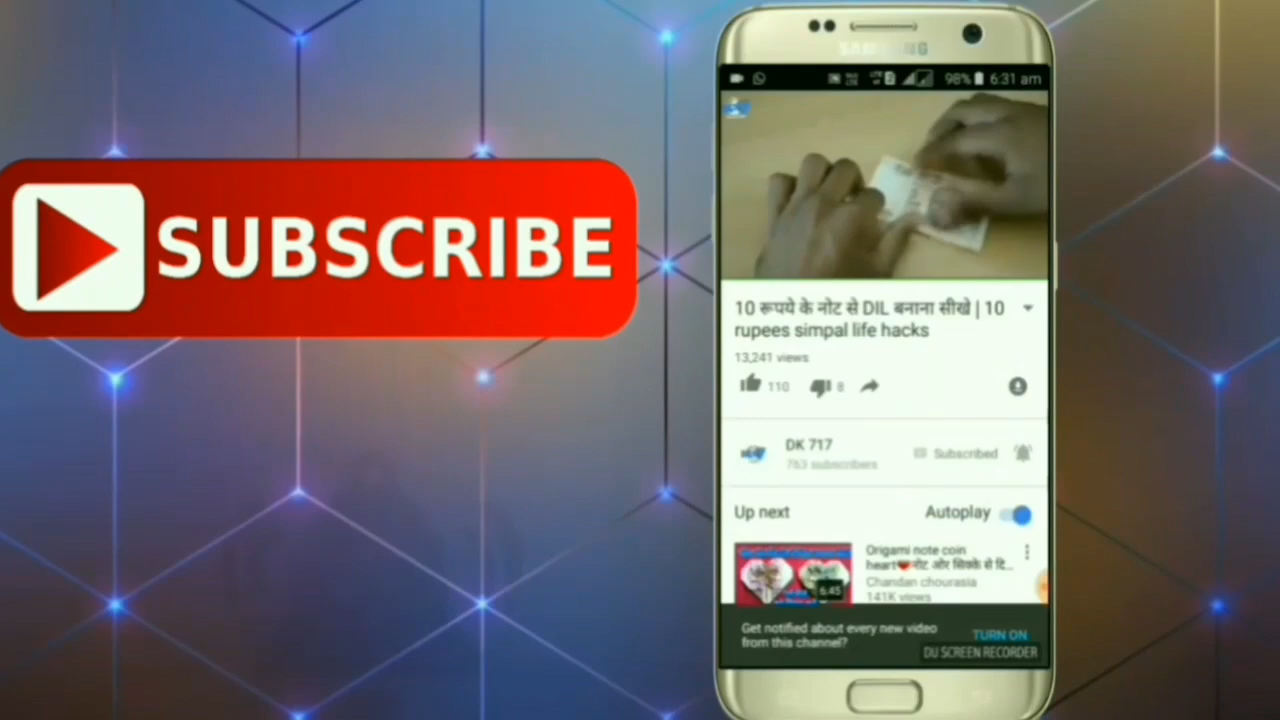 SUBSCRIBE
SAMSUNG
98% 6:31 am
10 रूपये के नोट से DIL बनाना सीखे | 10
rupees simpal life hacks
13,241 views
110
8
DK 717
763 subscribers
Subscribed
Up next
Autoplay
Origami note coin
heart❤नोट ओर सिक्के से दि...
Chandan chourasia
141K views
6:45
Get notified about every new video
from this channel?
TURN ON
DU SCREEN RECORDER